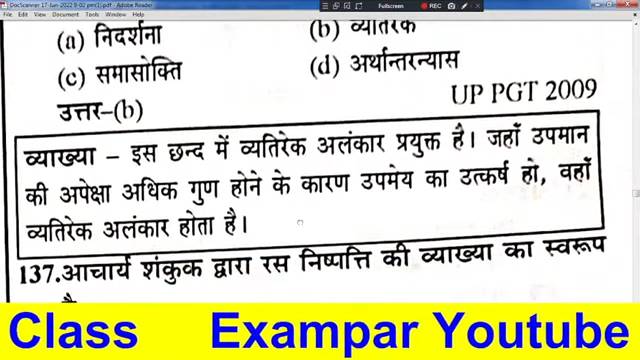 DocScanner 17-Jun-2022 9-02 pm(1).pdf - Adobe Reader
File Edit View Document Tools Window Help
Fullscreen
(a) निदर्शना (b) व्यतिरेक
(c) समासोक्ति (d) अर्थान्तरन्यास
उत्तर–(b) UP PGT 2009
व्याख्या – इस छन्द में व्यतिरेक अलंकार प्रयुक्त है। जहाँ उपमान
की अपेक्षा अधिक गुण होने के कारण उपमेय का उत्कर्ष हो, वहाँ
व्यतिरेक अलंकार होता है।
137.आचार्य शंकुक द्वारा रस निष्पत्ति की व्याख्या का स्वरूप
है
Class Exampar Youtube